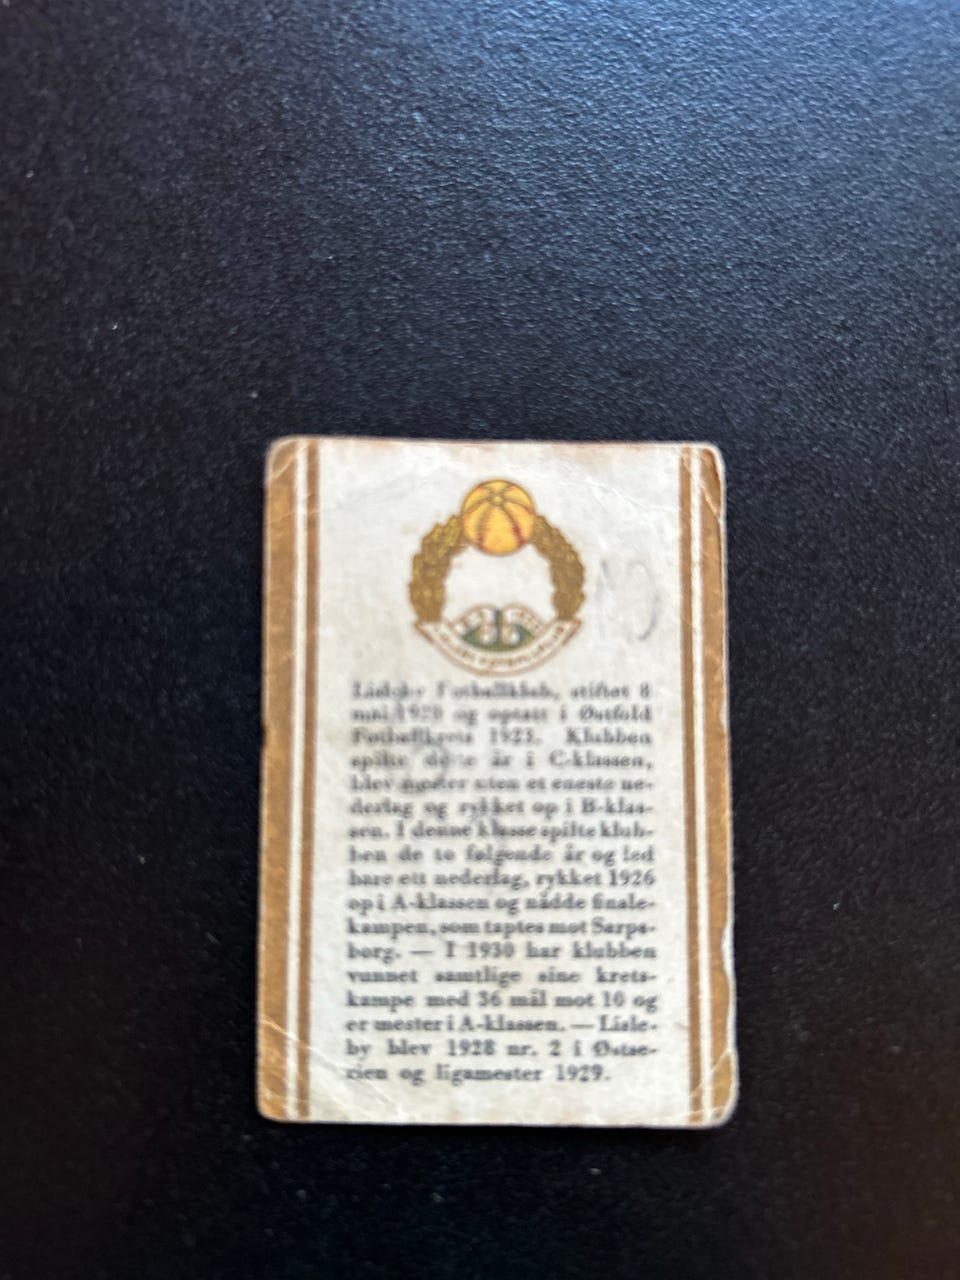 Lisleby Fotballklub, stiftet 8
mai 1920 og optatt i Østfold
Fotballkrets 1923. Klubben
spilte dette år i C-klassen,
blev mester uten et eneste ne-
derlag og rykket op i B-klas-
sen. I denne klasse spilte klub-
ben de to følgende år og led
bare ett nederlag, rykket 1926
op i A-klassen og nådde finale-
kampen, som taptes mot Sarps-
borg. — I 1930 har klubben
vunnet samtlige sine krets-
kampe med 36 mål mot 10 og
er mester i A-klassen. — Lisle-
by blev 1928 nr. 2 i Østse-
rien og ligamester 1929.